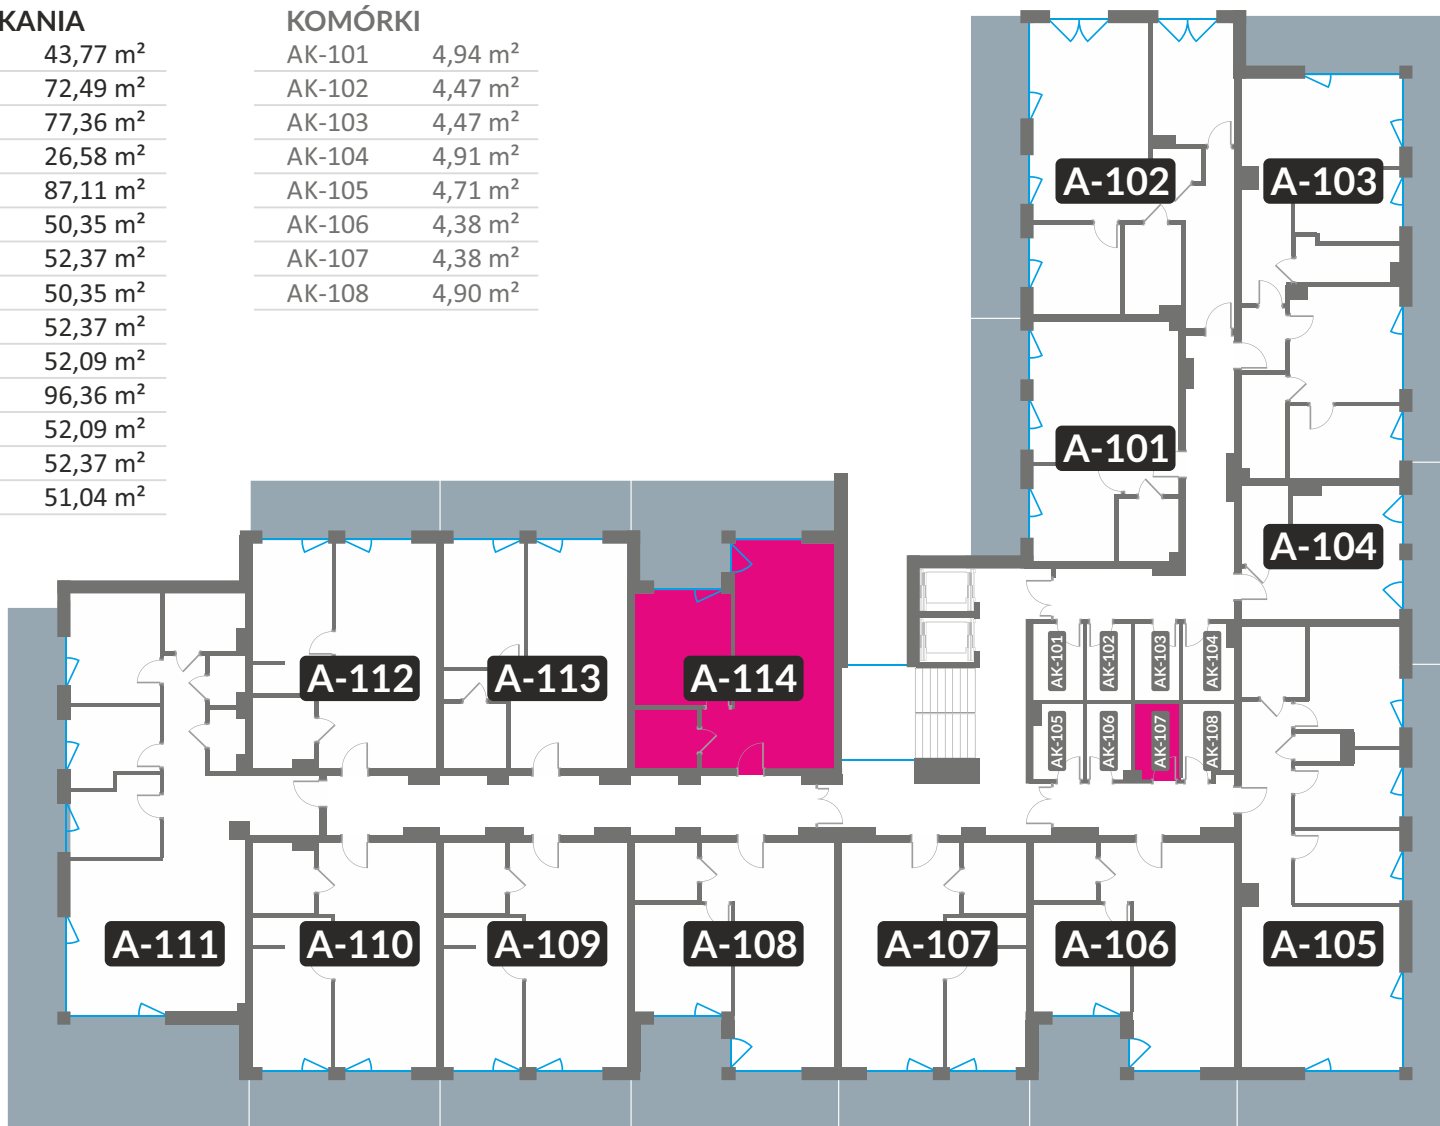 KANIA
43,77 m²
72,49 m²
77,36 m²
26,58 m²
87,11 m²
50,35 m²
52,37 m²
50,35 m²
52,37 m²
52,09 m²
96,36 m²
52,09 m²
52,37 m²
51,04 m²
KOMÓRKI
AK-101 4,94 m²
AK-102 4,47 m²
AK-103 4,47 m²
AK-104 4,91 m²
AK-105 4,71 m²
AK-106 4,38 m²
AK-107 4,38 m²
AK-108 4,90 m²
A-102
A-103
A-101
A-104
AK-101
AK-102
AK-103
AK-104
A-112
A-113
A-114
AK-105
AK-106
AK-107
AK-108
A-111
A-110
A-109
A-108
A-107
A-106
A-105